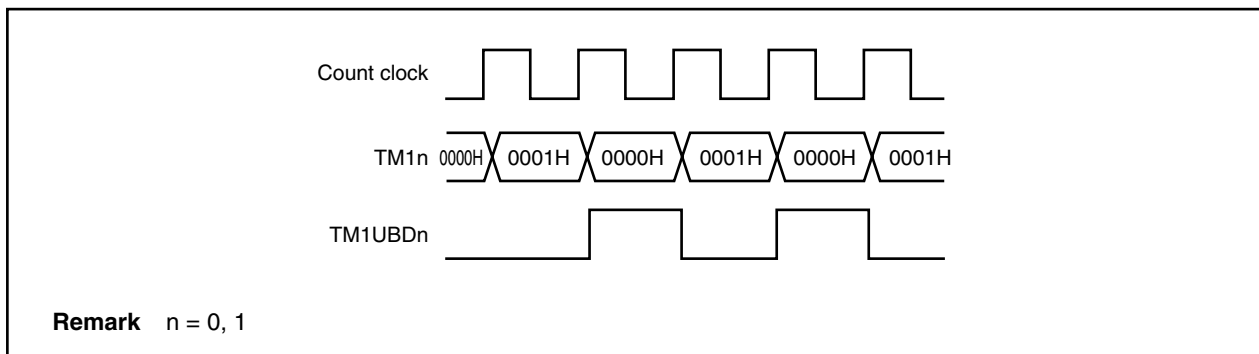 Count clock
TM1n 0000H 0001H 0000H 0001H 0000H 0001H
TM1UBDn
Remark n = 0, 1